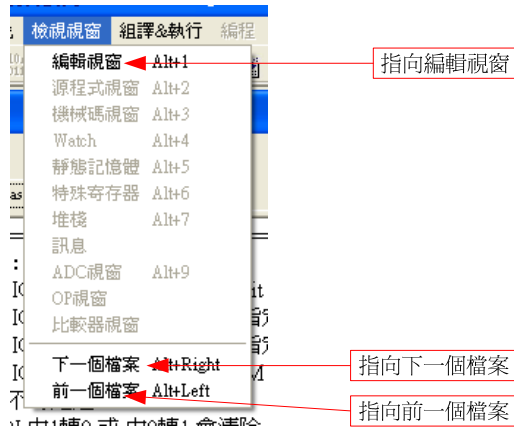 檢視視窗 組譯&執行 編程
編輯視窗 Alt+1
指向編輯視窗
源程式視窗 Alt+2
機械碼視窗 Alt+3
Watch Alt+4
靜態記憶體 Alt+5
as
特殊寄存器 Alt+6
堆棧 Alt+7
訊息
ADC視窗 Alt+9
it
OP視窗
比較器視窗
下一個檔案 Alt+Right
指向下一個檔案
前一個檔案 Alt+Left
指向前一個檔案